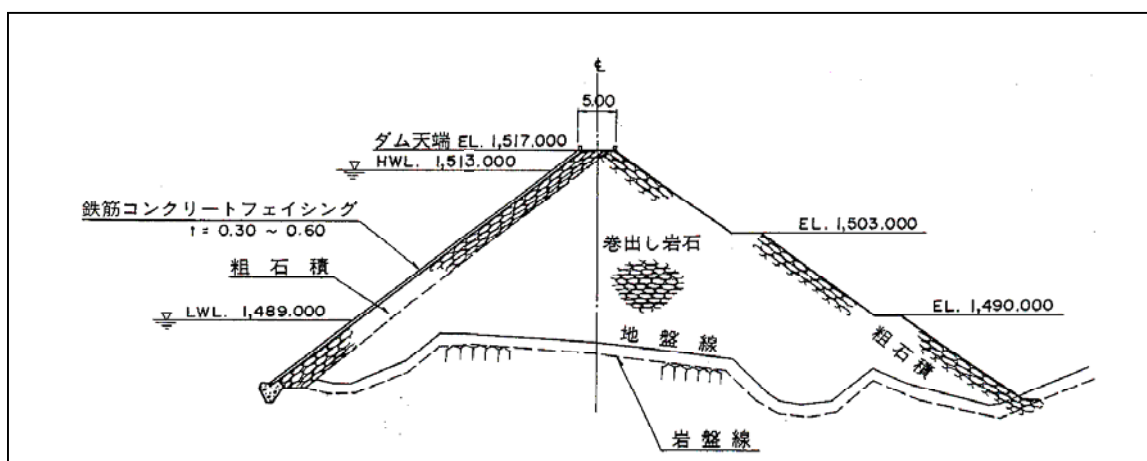 ℄
5.00
ダム天端 EL. 1,517.000
HWL. 1,513.000
鉄筋コンクリートフェイシング
t = 0.30 ~ 0.60
EL. 1,503.000
巻出し岩石
粗石積
LWL. 1,489.000
EL. 1,490.000
地盤線
粗石積
岩盤線